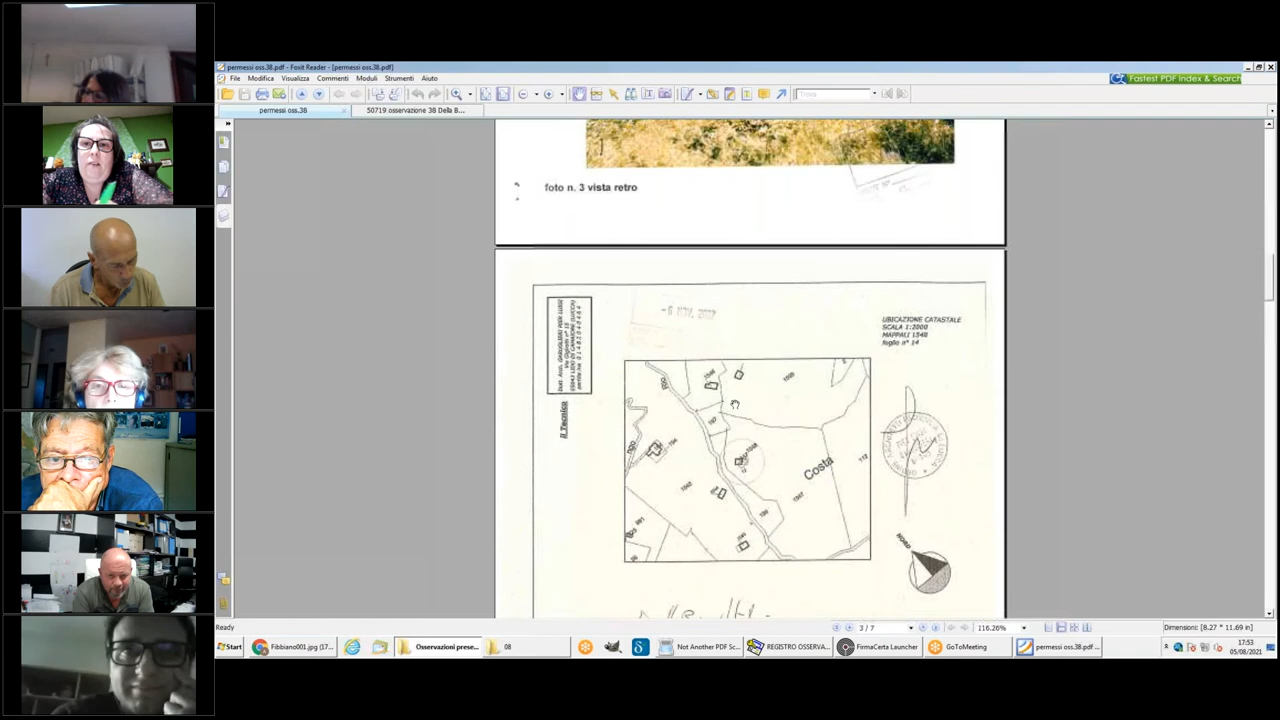 permessi oss.38.pdf - Foxit Reader - [permessi oss.38.pdf]
File Modifica Visualizza Commenti Moduli Strumenti Aiuto
Fastest PDF Index & Search
Trova
permessi oss.38
50719 osservazione 38 Della B...
foto n. 3 vista retro
UBICAZIONE CATASTALE
SCALA 1:2000
MAPPALI 1548
foglio n° 14
Il Tecnico
Costa
NORD
Ready
3 / 7
116.26%
Dimensions: [8.27 * 11.69 in]
Start
Fibbiano001.jpg (17...
Osservazioni prese...
08
Not Another PDF Sc...
REGISTRO OSSERVA...
FirmaCerta Launcher
GoToMeeting
permessi oss.38.pdf ...
17:53
05/08/2021